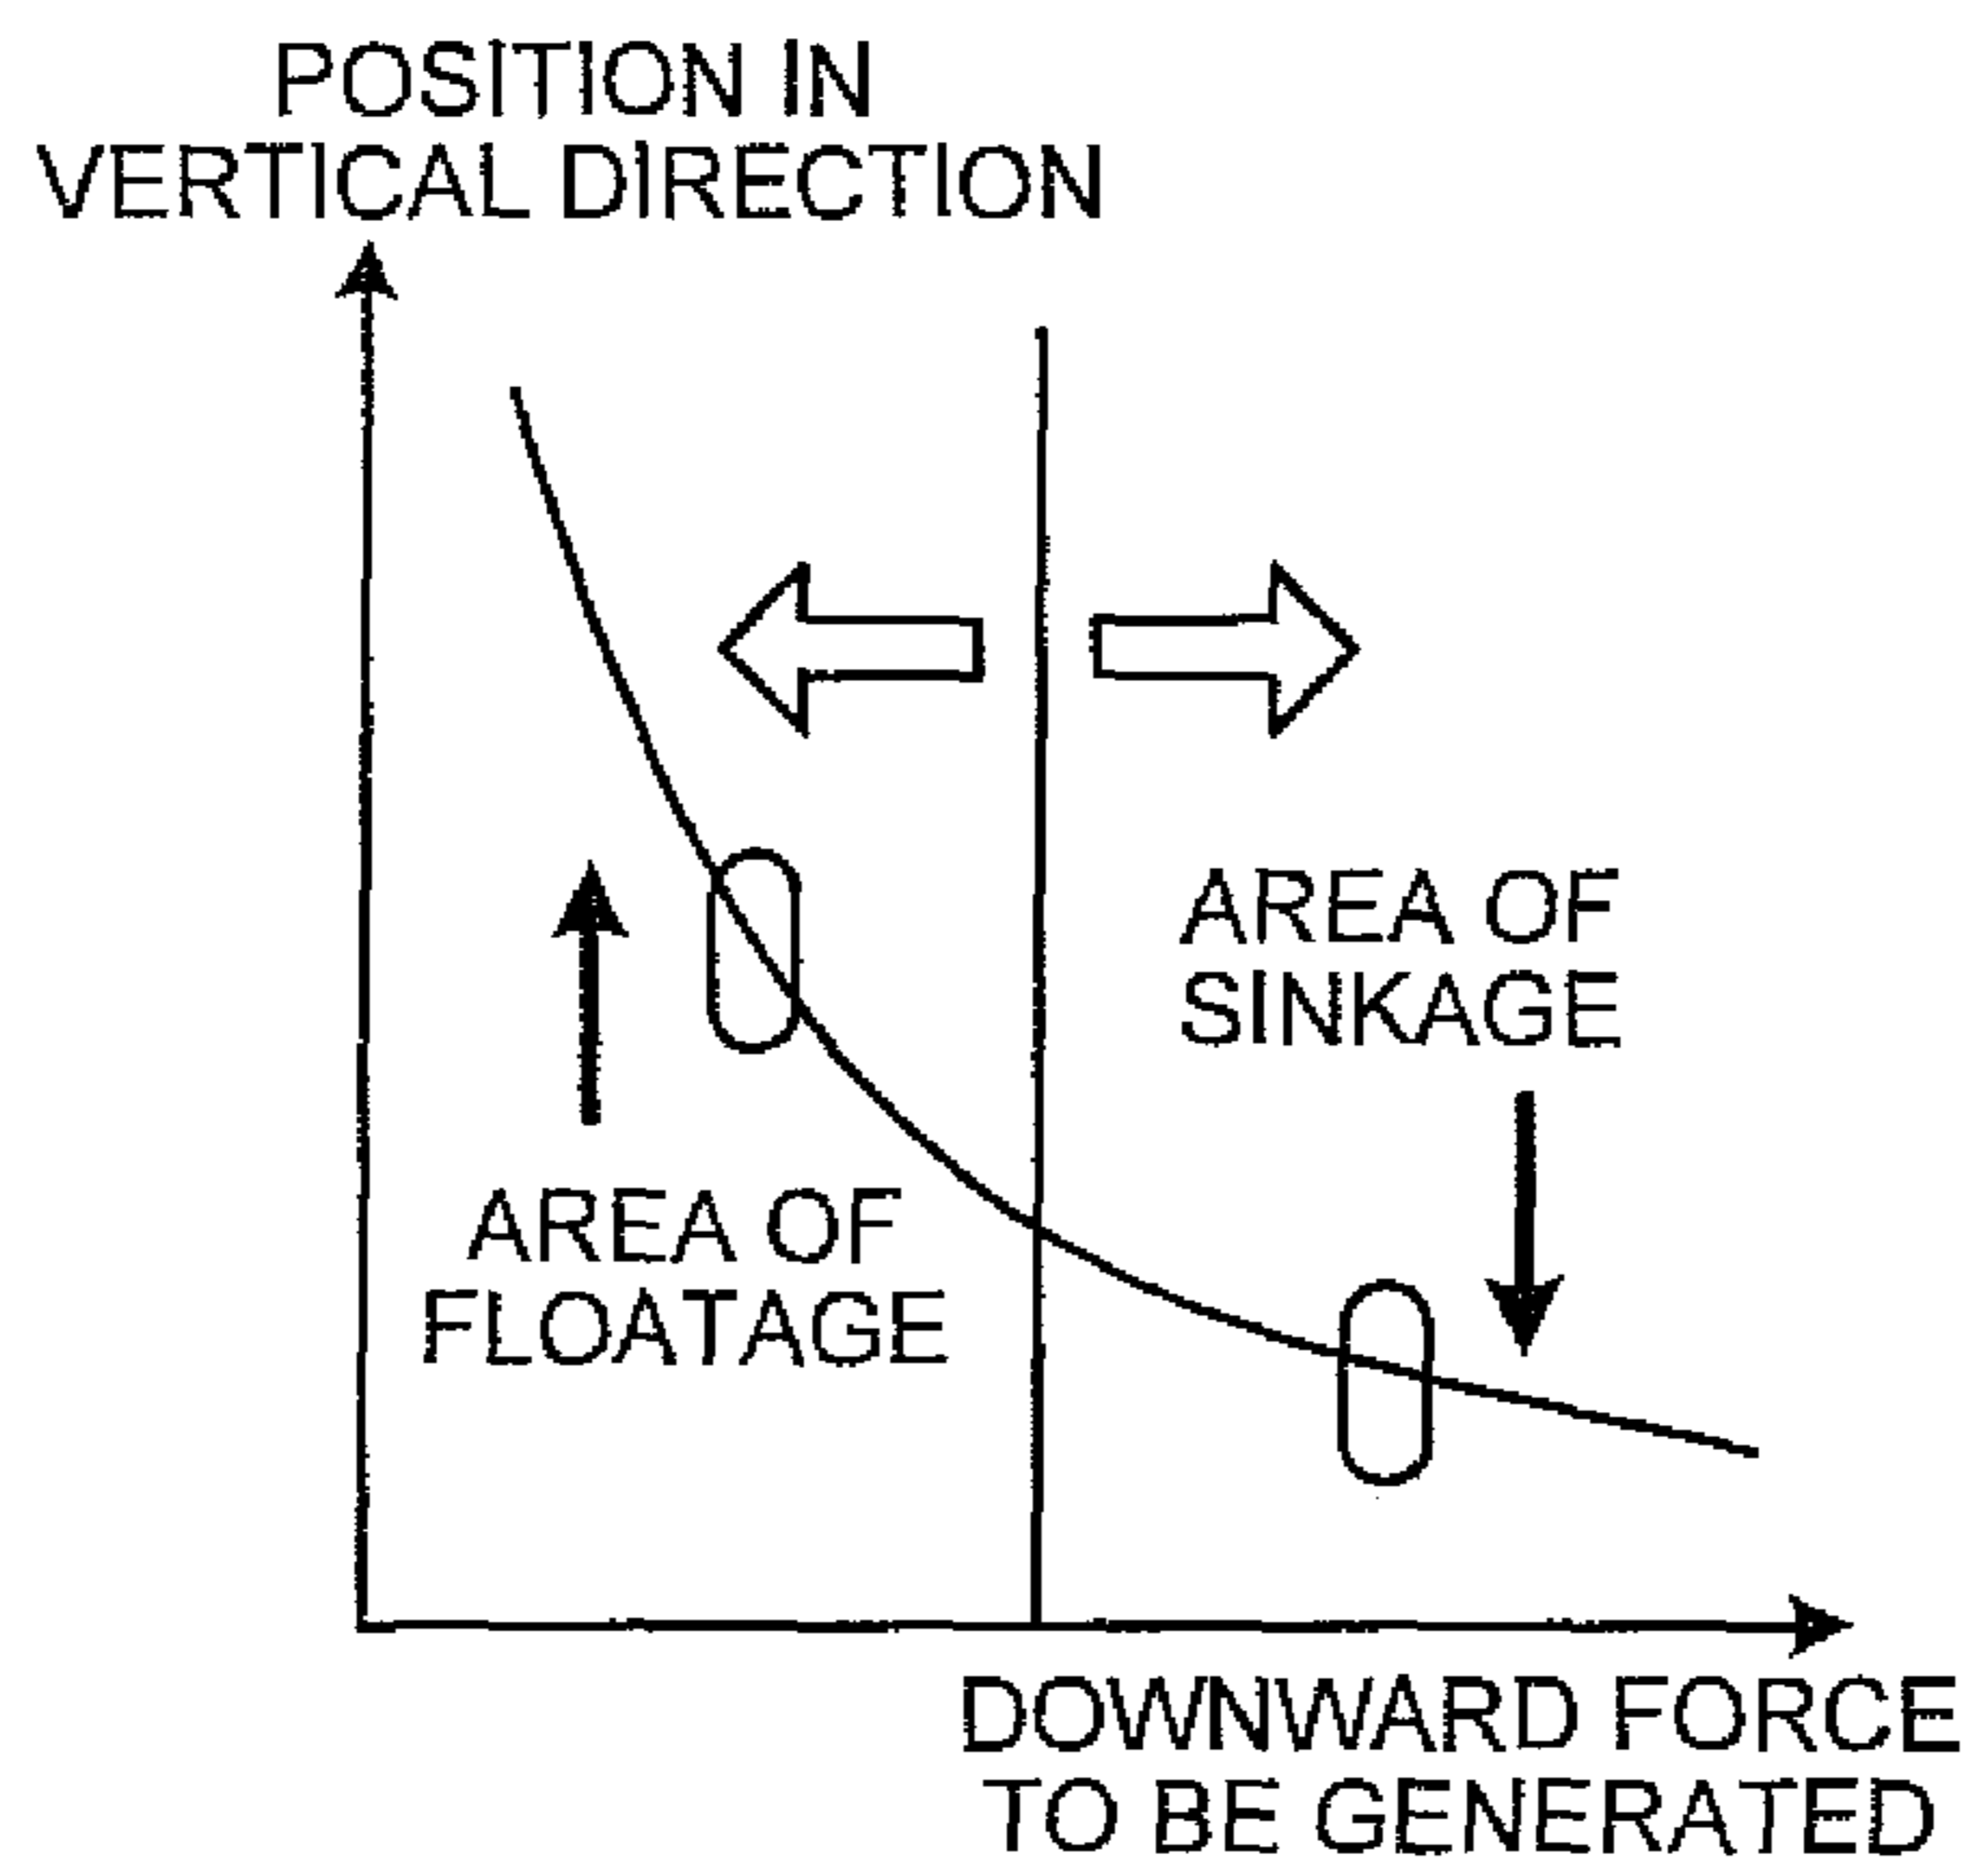 POSITION IN
VERTICAL DIRECTION
AREA OF
SINKAGE
AREA OF
FLOATAGE
DOWNWARD FORCE
TO BE GENERATED